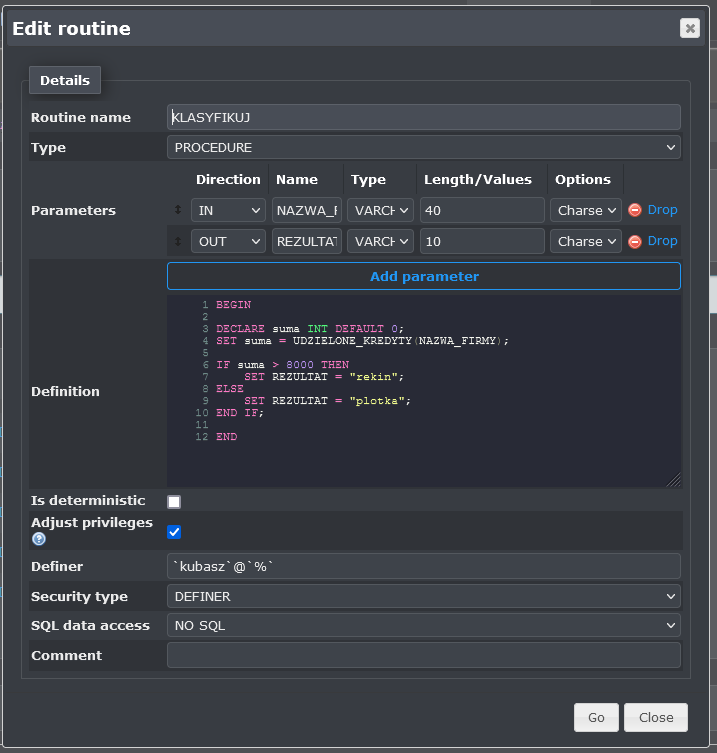 Edit routine
Details
Routine name KLASYFIKUJ
Type PROCEDURE
Direction Name Type Length/Values Options
Parameters IN NAZWA_F VARCH 40 Charse Drop
OUT REZULTAT VARCH 10 Charse Drop
Add parameter
Definition
1 BEGIN
2
3 DECLARE suma INT DEFAULT 0;
4 SET suma = UDZIELONE_KREDYTY(NAZWA_FIRMY);
5
6 IF suma > 8000 THEN
7 SET REZULTAT = "rekin";
8 ELSE
9 SET REZULTAT = "plotka";
10 END IF;
11
12 END
Is deterministic
Adjust privileges
Definer `kubasz`@`%`
Security type DEFINER
SQL data access NO SQL
Comment
Go Close